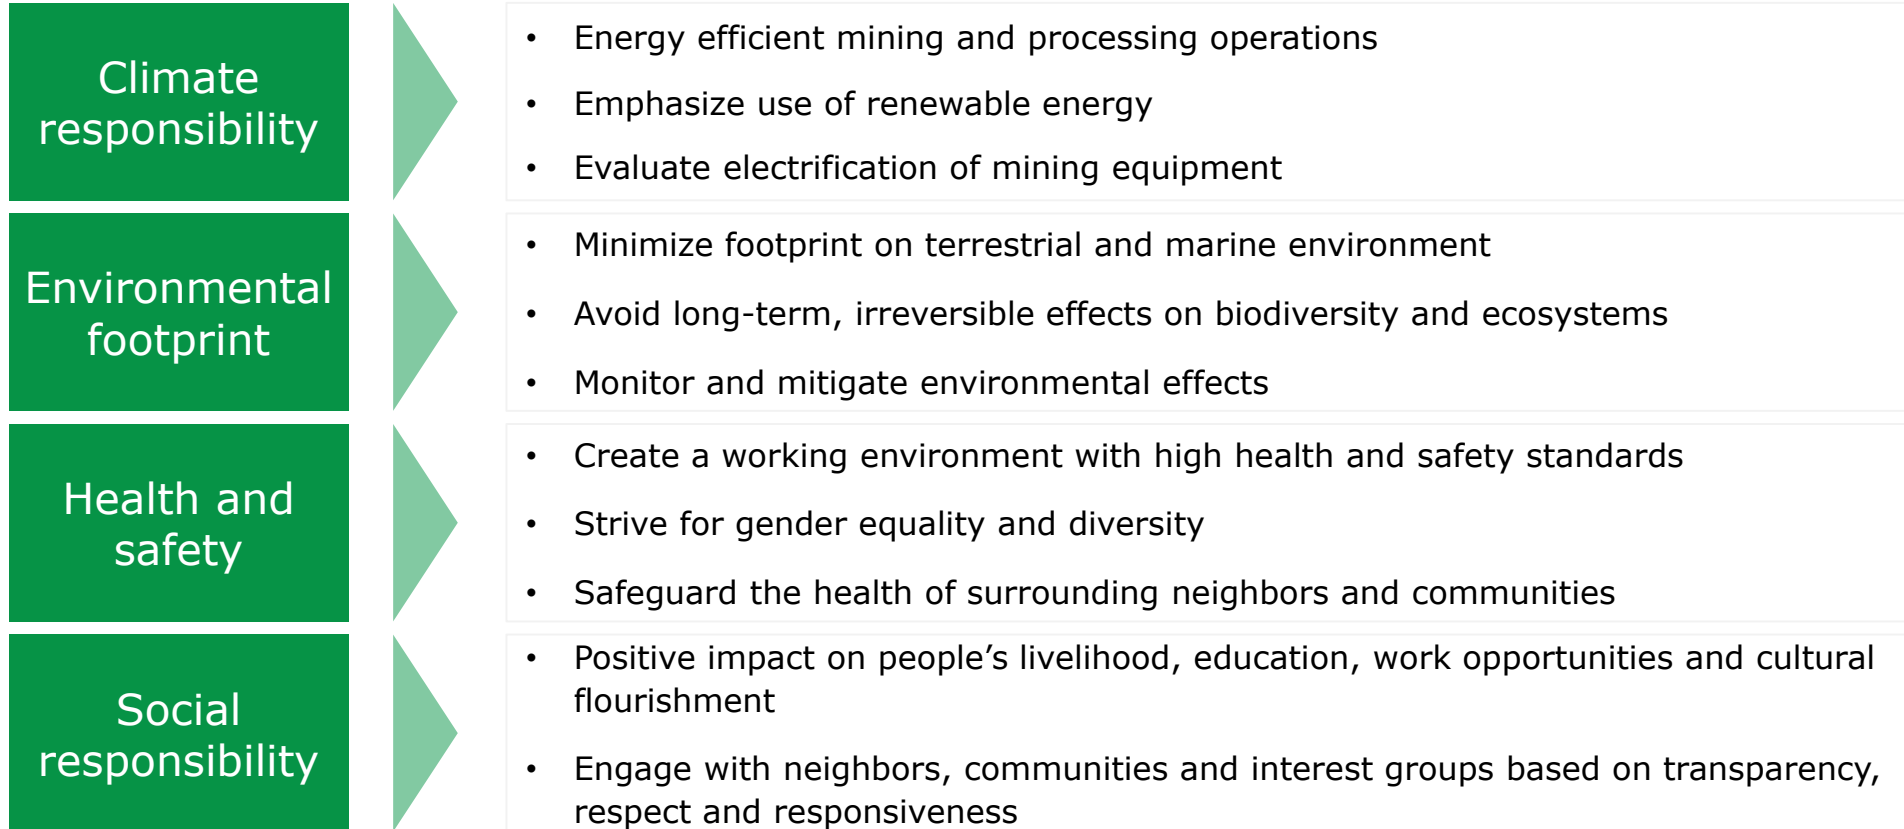 Climate
responsibility
• Energy efficient mining and processing operations
• Emphasize use of renewable energy
• Evaluate electrification of mining equipment
Environmental
footprint
• Minimize footprint on terrestrial and marine environment
• Avoid long-term, irreversible effects on biodiversity and ecosystems
• Monitor and mitigate environmental effects
Health and
safety
• Create a working environment with high health and safety standards
• Strive for gender equality and diversity
• Safeguard the health of surrounding neighbors and communities
Social
responsibility
• Positive impact on people’s livelihood, education, work opportunities and cultural
flourishment
• Engage with neighbors, communities and interest groups based on transparency,
respect and responsiveness